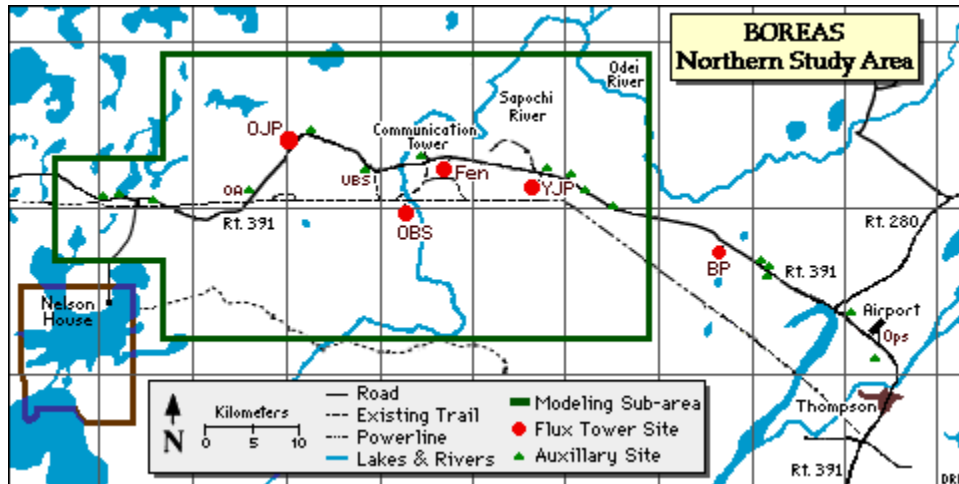 BOREAS
Northern Study Area
Odei
River
Sapochi
River
OJP
Communication
Tower
UBS
Fen
OA
YJP
Rt. 391
OBS
Rt. 280
BP
Rt. 391
Nelson
House
Airport
Ops
Kilometers
0 5 10
N
Road
Existing Trail
Powerline
Lakes & Rivers
Modeling Sub-area
Flux Tower Site
Auxillary Site
Thompson
Rt. 391